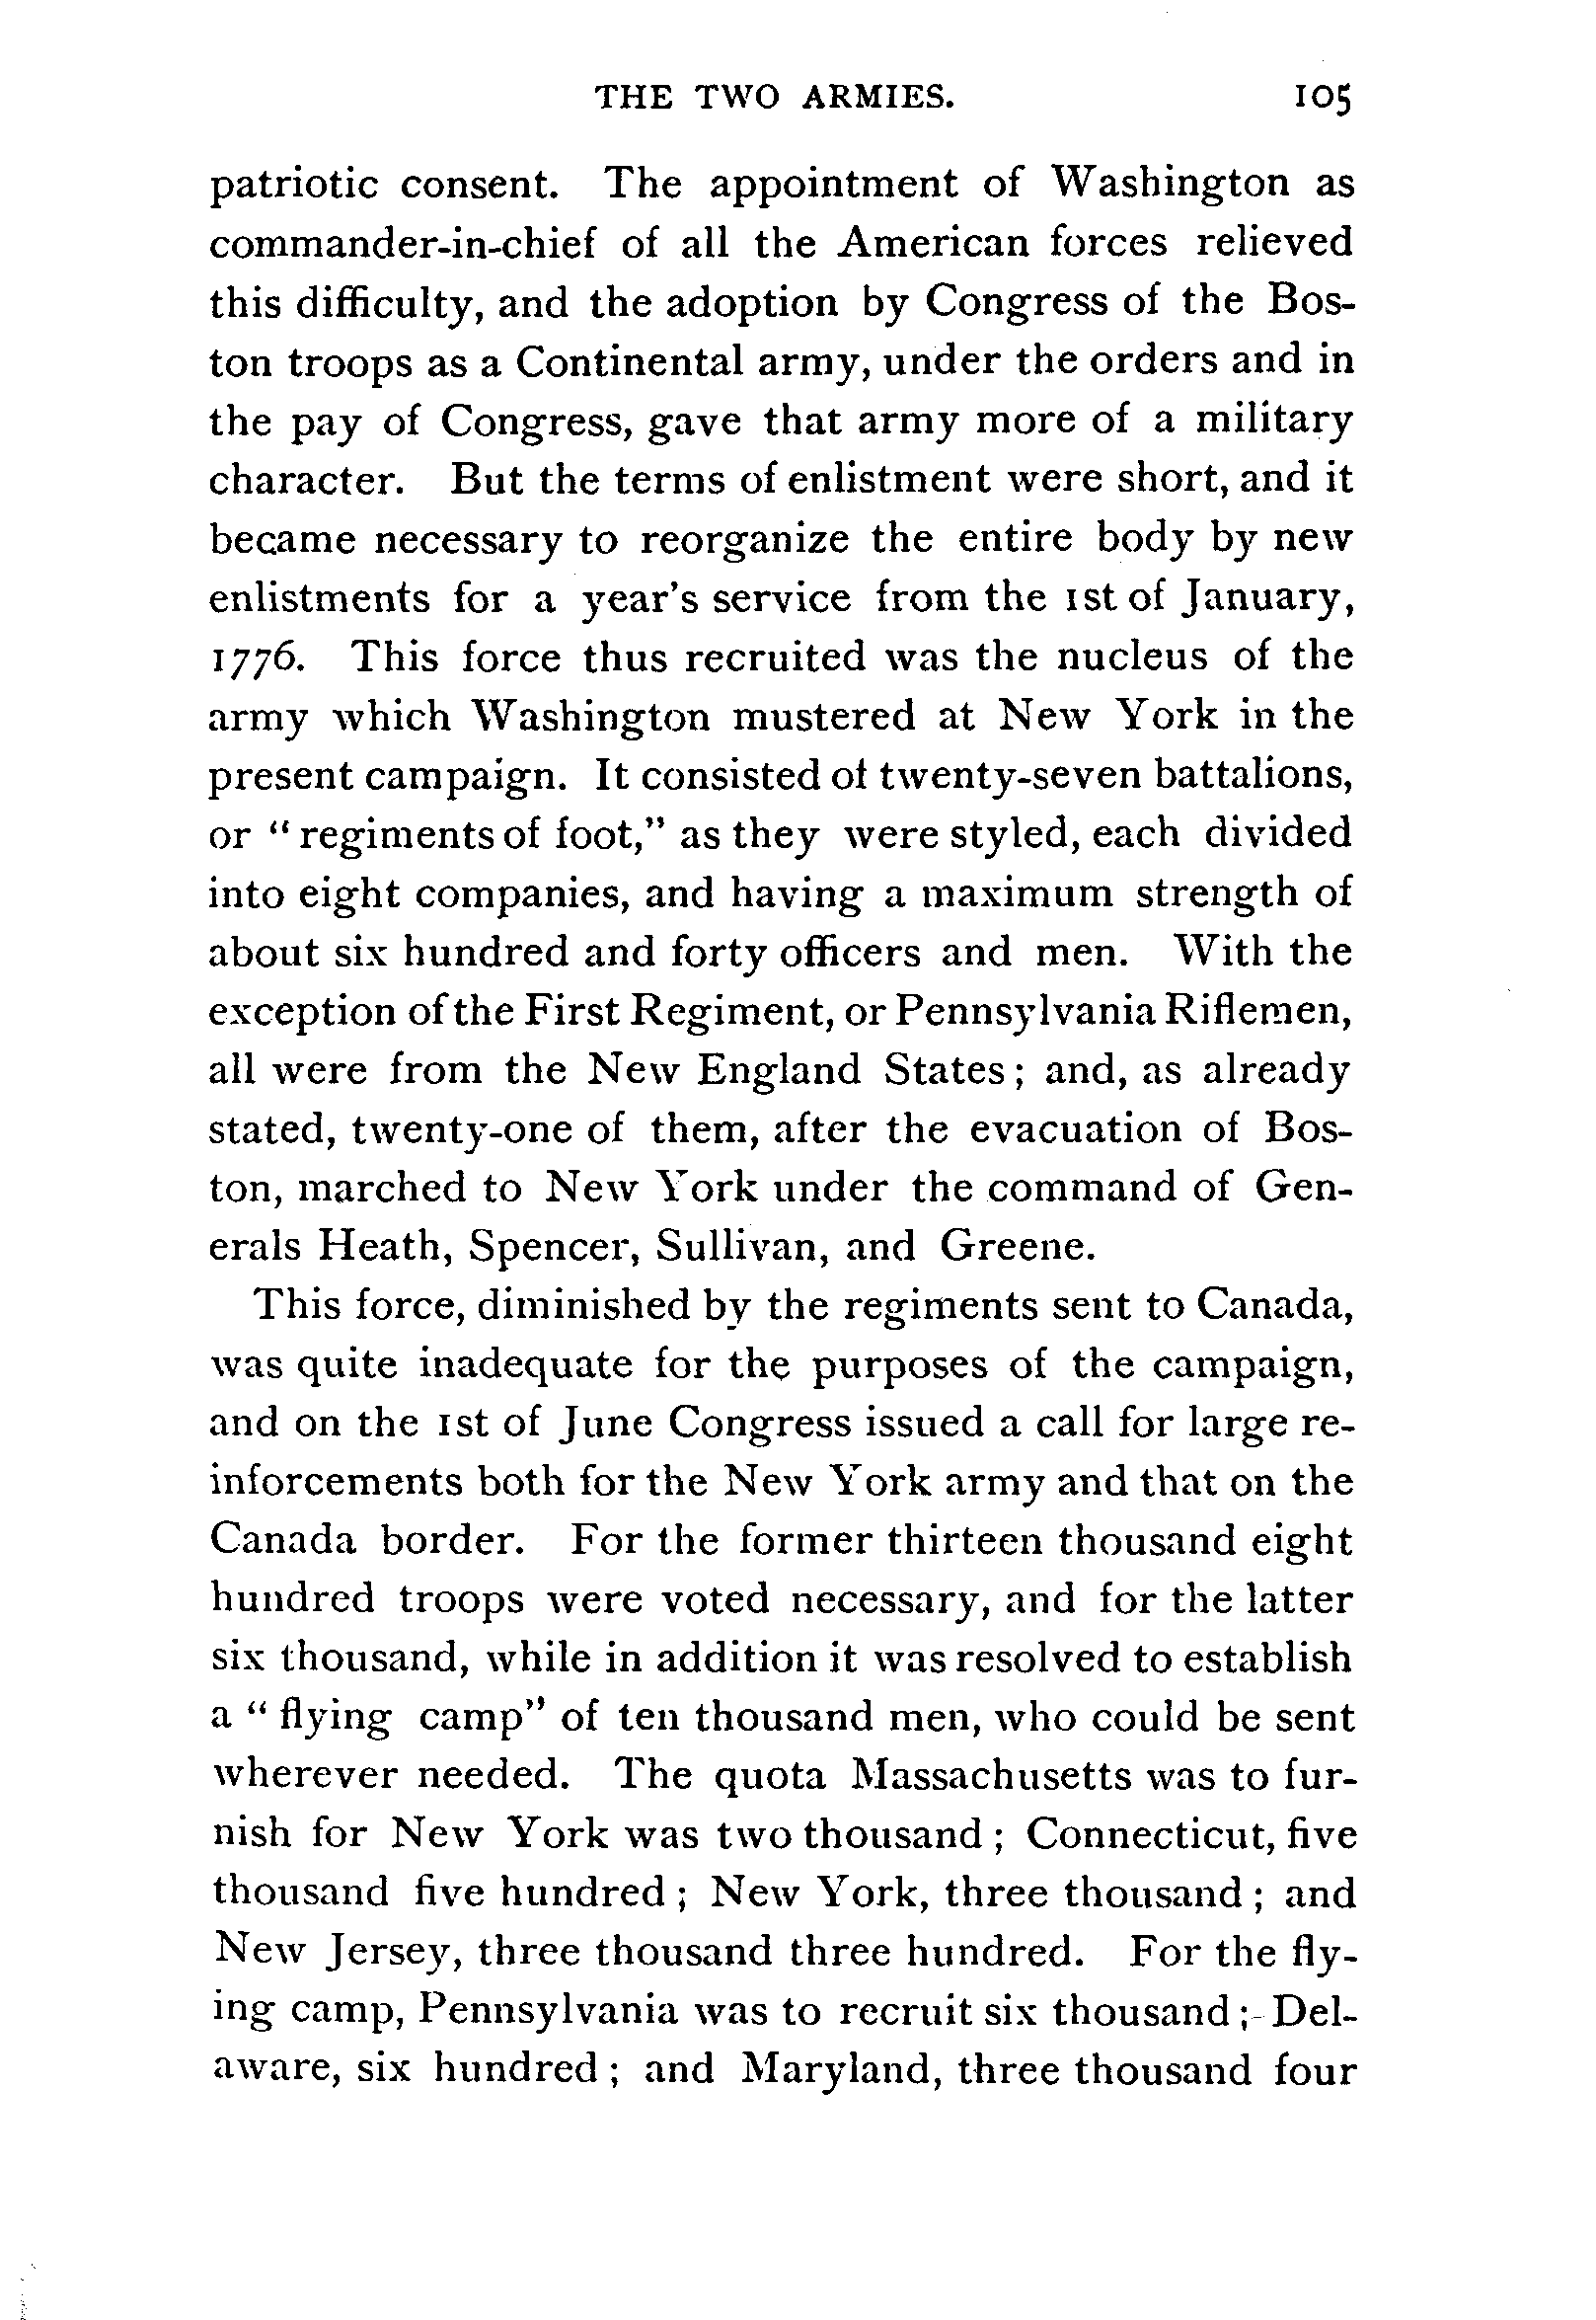 THE TWO ARMIES. 105
patriotic consent. The appointment of Washington as
commander-in-chief of all the American forces relieved
this difficulty, and the adoption by Congress of the Bos-
ton troops as a Continental army, under the orders and in
the pay of Congress, gave that army more of a military
character. But the terms of enlistment were short, and it
became necessary to reorganize the entire body by new
enlistments for a year's service from the 1st of January,
1776. This force thus recruited was the nucleus of the
army which Washington mustered at New York in the
present campaign. It consisted of twenty-seven battalions,
or "regiments of foot," as they were styled, each divided
into eight companies, and having a maximum strength of
about six hundred and forty officers and men. With the
exception of the First Regiment, or Pennsylvania Riflemen,
all were from the New England States; and, as already
stated, twenty-one of them, after the evacuation of Bos-
ton, marched to New York under the command of Gen-
erals Heath, Spencer, Sullivan, and Greene.
This force, diminished by the regiments sent to Canada,
was quite inadequate for the purposes of the campaign,
and on the 1st of June Congress issued a call for large re-
inforcements both for the New York army and that on the
Canada border. For the former thirteen thousand eight
hundred troops were voted necessary, and for the latter
six thousand, while in addition it was resolved to establish
a "flying camp" of ten thousand men, who could be sent
wherever needed. The quota Massachusetts was to fur-
nish for New York was two thousand; Connecticut, five
thousand five hundred; New York, three thousand; and
New Jersey, three thousand three hundred. For the fly-
ing camp, Pennsylvania was to recruit six thousand; Del-
aware, six hundred; and Maryland, three thousand four